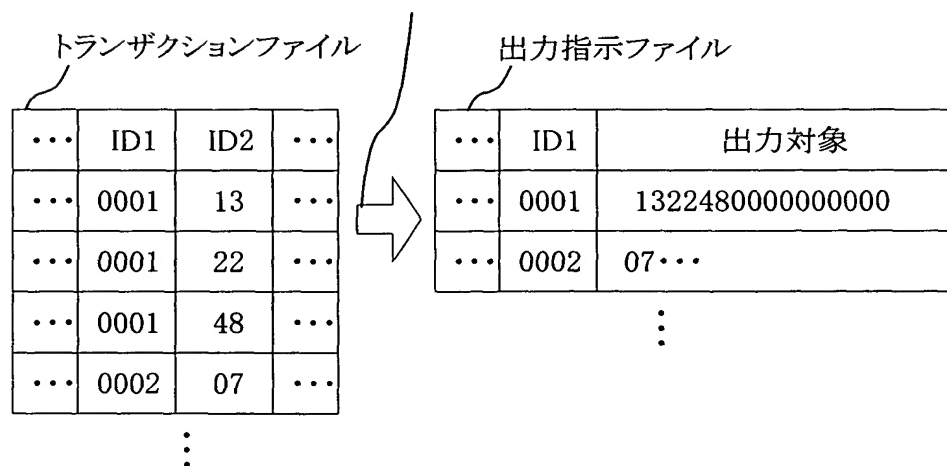 トランザクションファイル
… ID1 ID2 …
… 0001 13 …
… 0001 22 …
… 0001 48 …
… 0002 07 …
⋮
出力指示ファイル
… ID1 出力対象
… 0001 1322480000000000
… 0002 07…
⋮